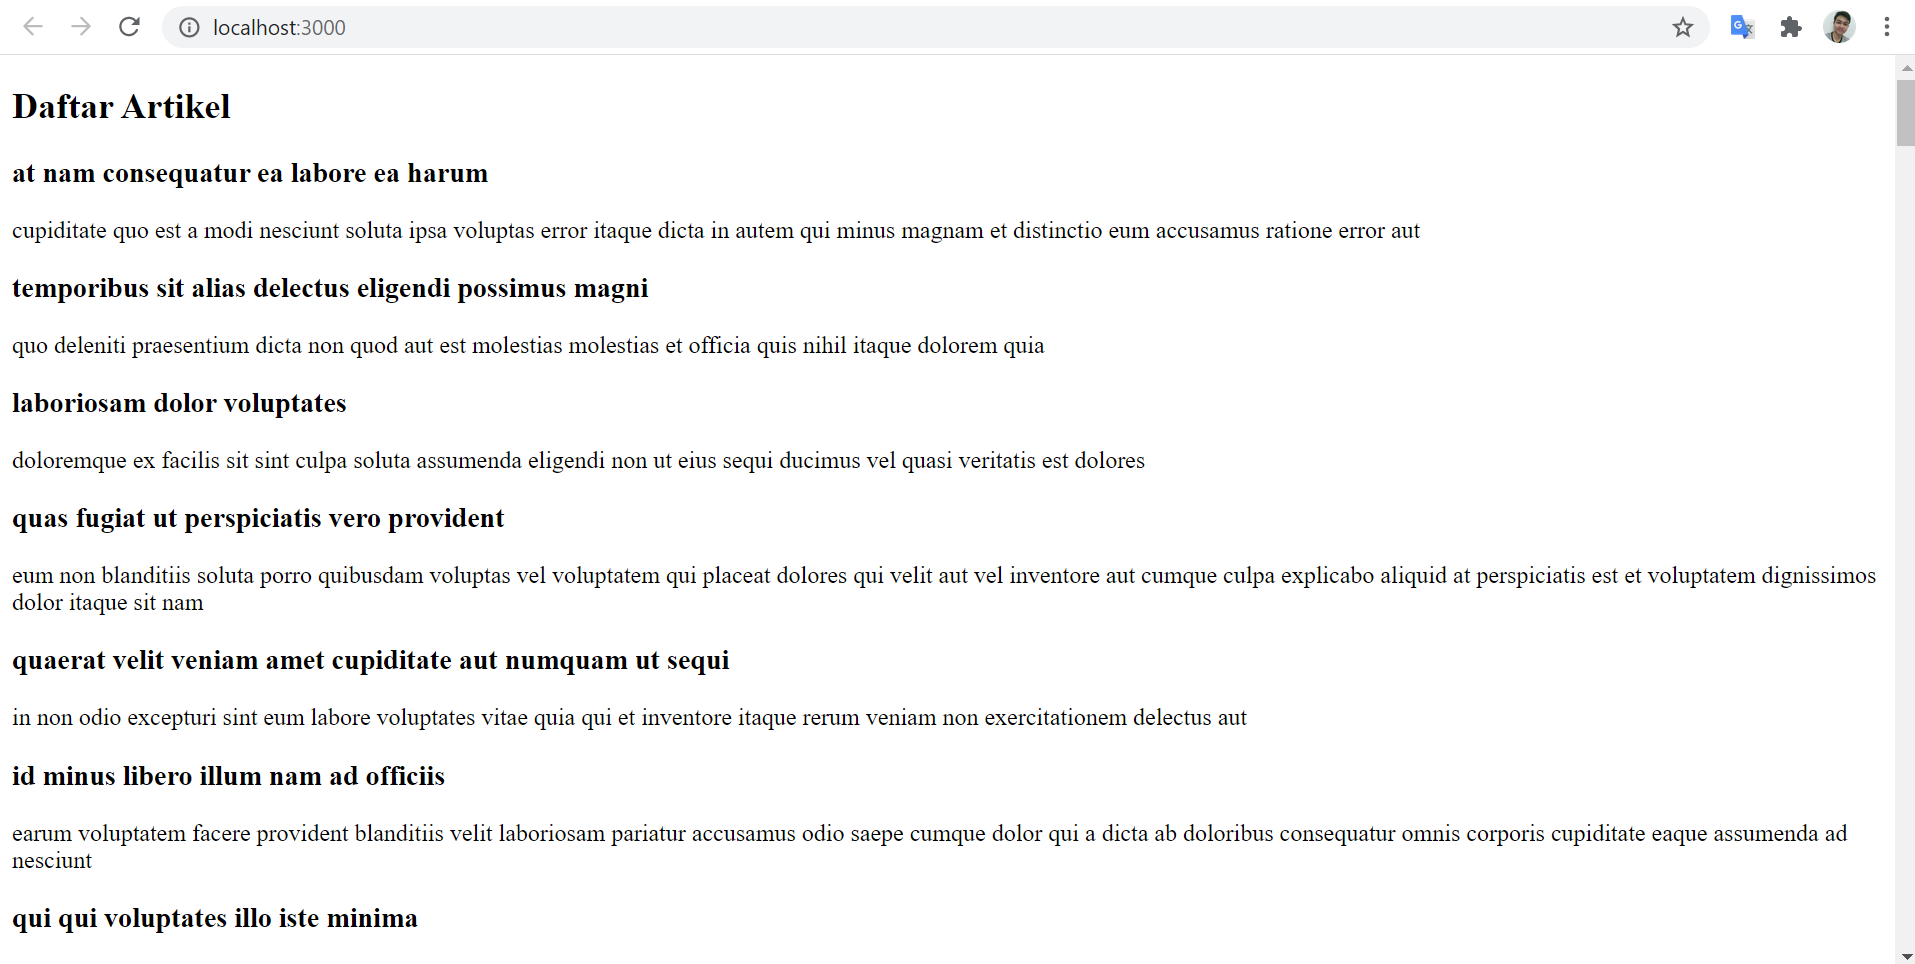 localhost:3000
Daftar Artikel
at nam consequatur ea labore ea harum
cupiditate quo est a modi nesciunt soluta ipsa voluptas error itaque dicta in autem qui minus magnam et distinctio eum accusamus ratione error aut
temporibus sit alias delectus eligendi possimus magni
quo deleniti praesentium dicta non quod aut est molestias molestias et officia quis nihil itaque dolorem quia
laboriosam dolor voluptates
doloremque ex facilis sit sint culpa soluta assumenda eligendi non ut eius sequi ducimus vel quasi veritatis est dolores
quas fugiat ut perspiciatis vero provident
eum non blanditiis soluta porro quibusdam voluptas vel voluptatem qui placeat dolores qui velit aut vel inventore aut cumque culpa explicabo aliquid at perspiciatis est et voluptatem dignissimos
dolor itaque sit nam
quaerat velit veniam amet cupiditate aut numquam ut sequi
in non odio excepturi sint eum labore voluptates vitae quia qui et inventore itaque rerum veniam non exercitationem delectus aut
id minus libero illum nam ad officiis
earum voluptatem facere provident blanditiis velit laboriosam pariatur accusamus odio saepe cumque dolor qui a dicta ab doloribus consequatur omnis corporis cupiditate eaque assumenda ad
nesciunt
qui qui voluptates illo iste minima